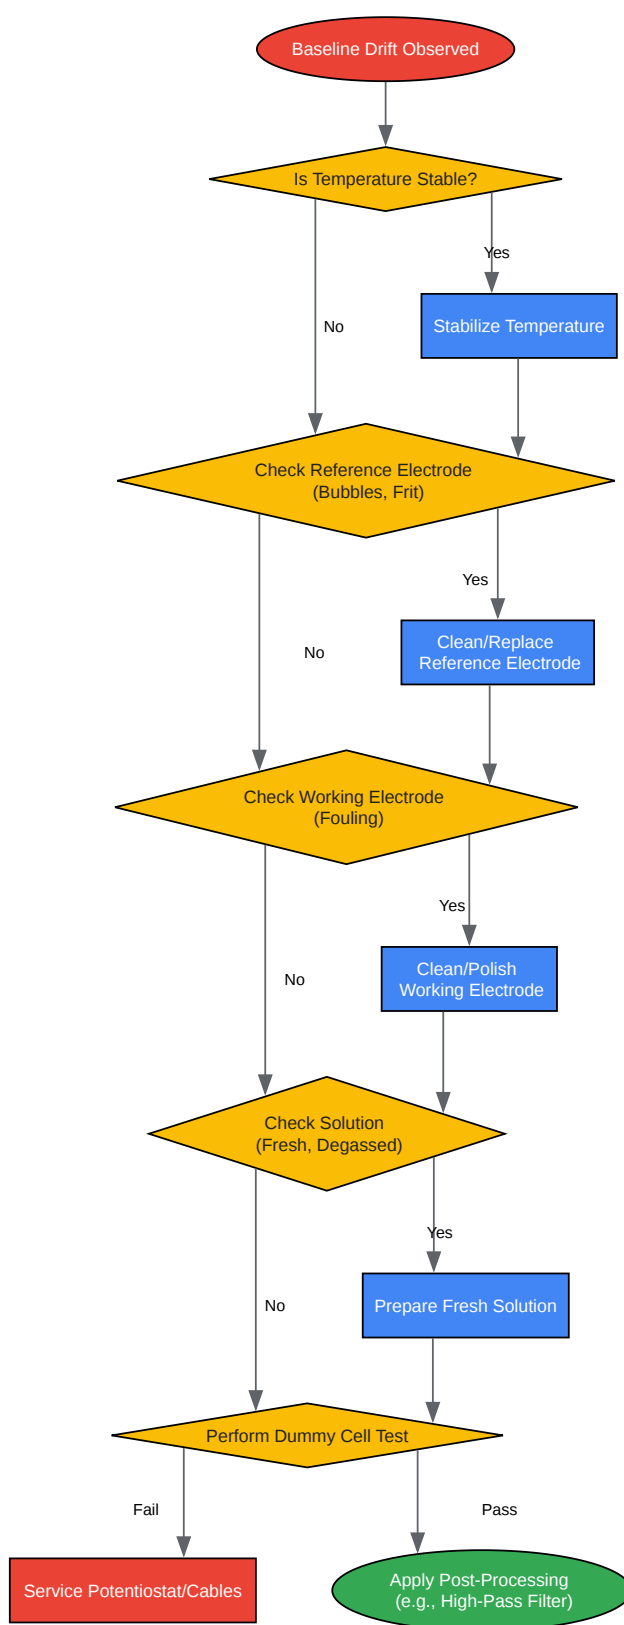 Baseline Drift Observed
Is Temperature Stable?
Yes
Stabilize Temperature
No
Check Reference Electrode
(Bubbles, Frit)
Yes
Clean/Replace
Reference Electrode
No
Check Working Electrode
(Fouling)
Yes
Clean/Polish
Working Electrode
No
Check Solution
(Fresh, Degassed)
Yes
Prepare Fresh Solution
No
Perform Dummy Cell Test
Fail
Pass
Service Potentiostat/Cables
Apply Post-Processing
(e.g., High-Pass Filter)